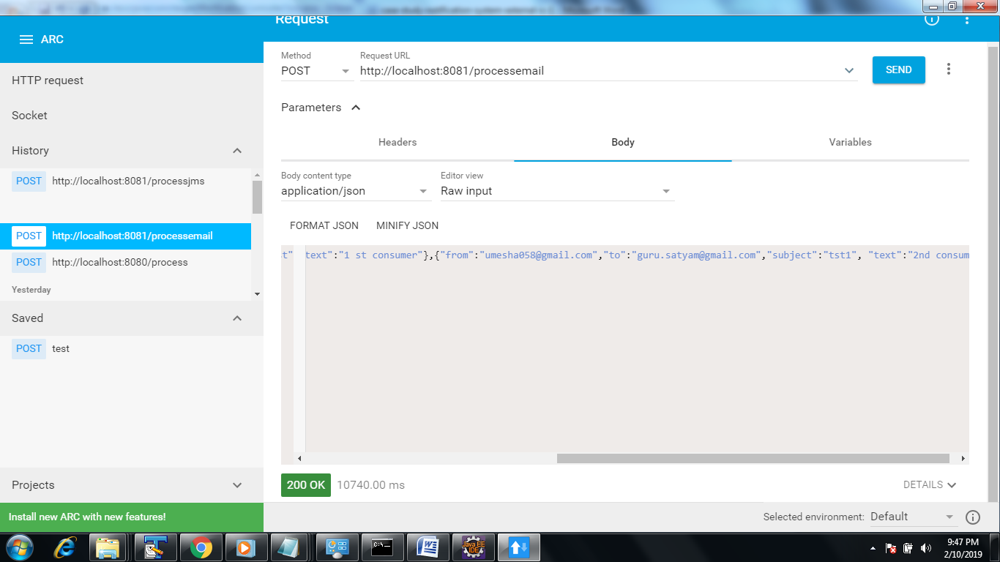 Request
ARC
Method
Request URL
POST
http://localhost:8081/processemail
SEND
HTTP request
Socket
History
POST http://localhost:8081/processjms
POST http://localhost:8081/processemail
POST http://localhost:8080/process
Yesterday
Saved
POST test
Projects
Install new ARC with new features!
Parameters
Headers
Body
Variables
Body content type
Editor view
application/json
Raw input
FORMAT JSON
MINIFY JSON
t" text":"1 st consumer"},{"from":"umesha058@gmail.com","to":"guru.satyam@gmail.com","subject":"tst1", "text":"2nd consum
200 OK
10740.00 ms
DETAILS
Selected environment: Default
9:47 PM
2/10/2019